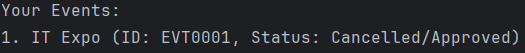 Your Events:
1. IT Expo (ID: EVT0001, Status: Cancelled/Approved)